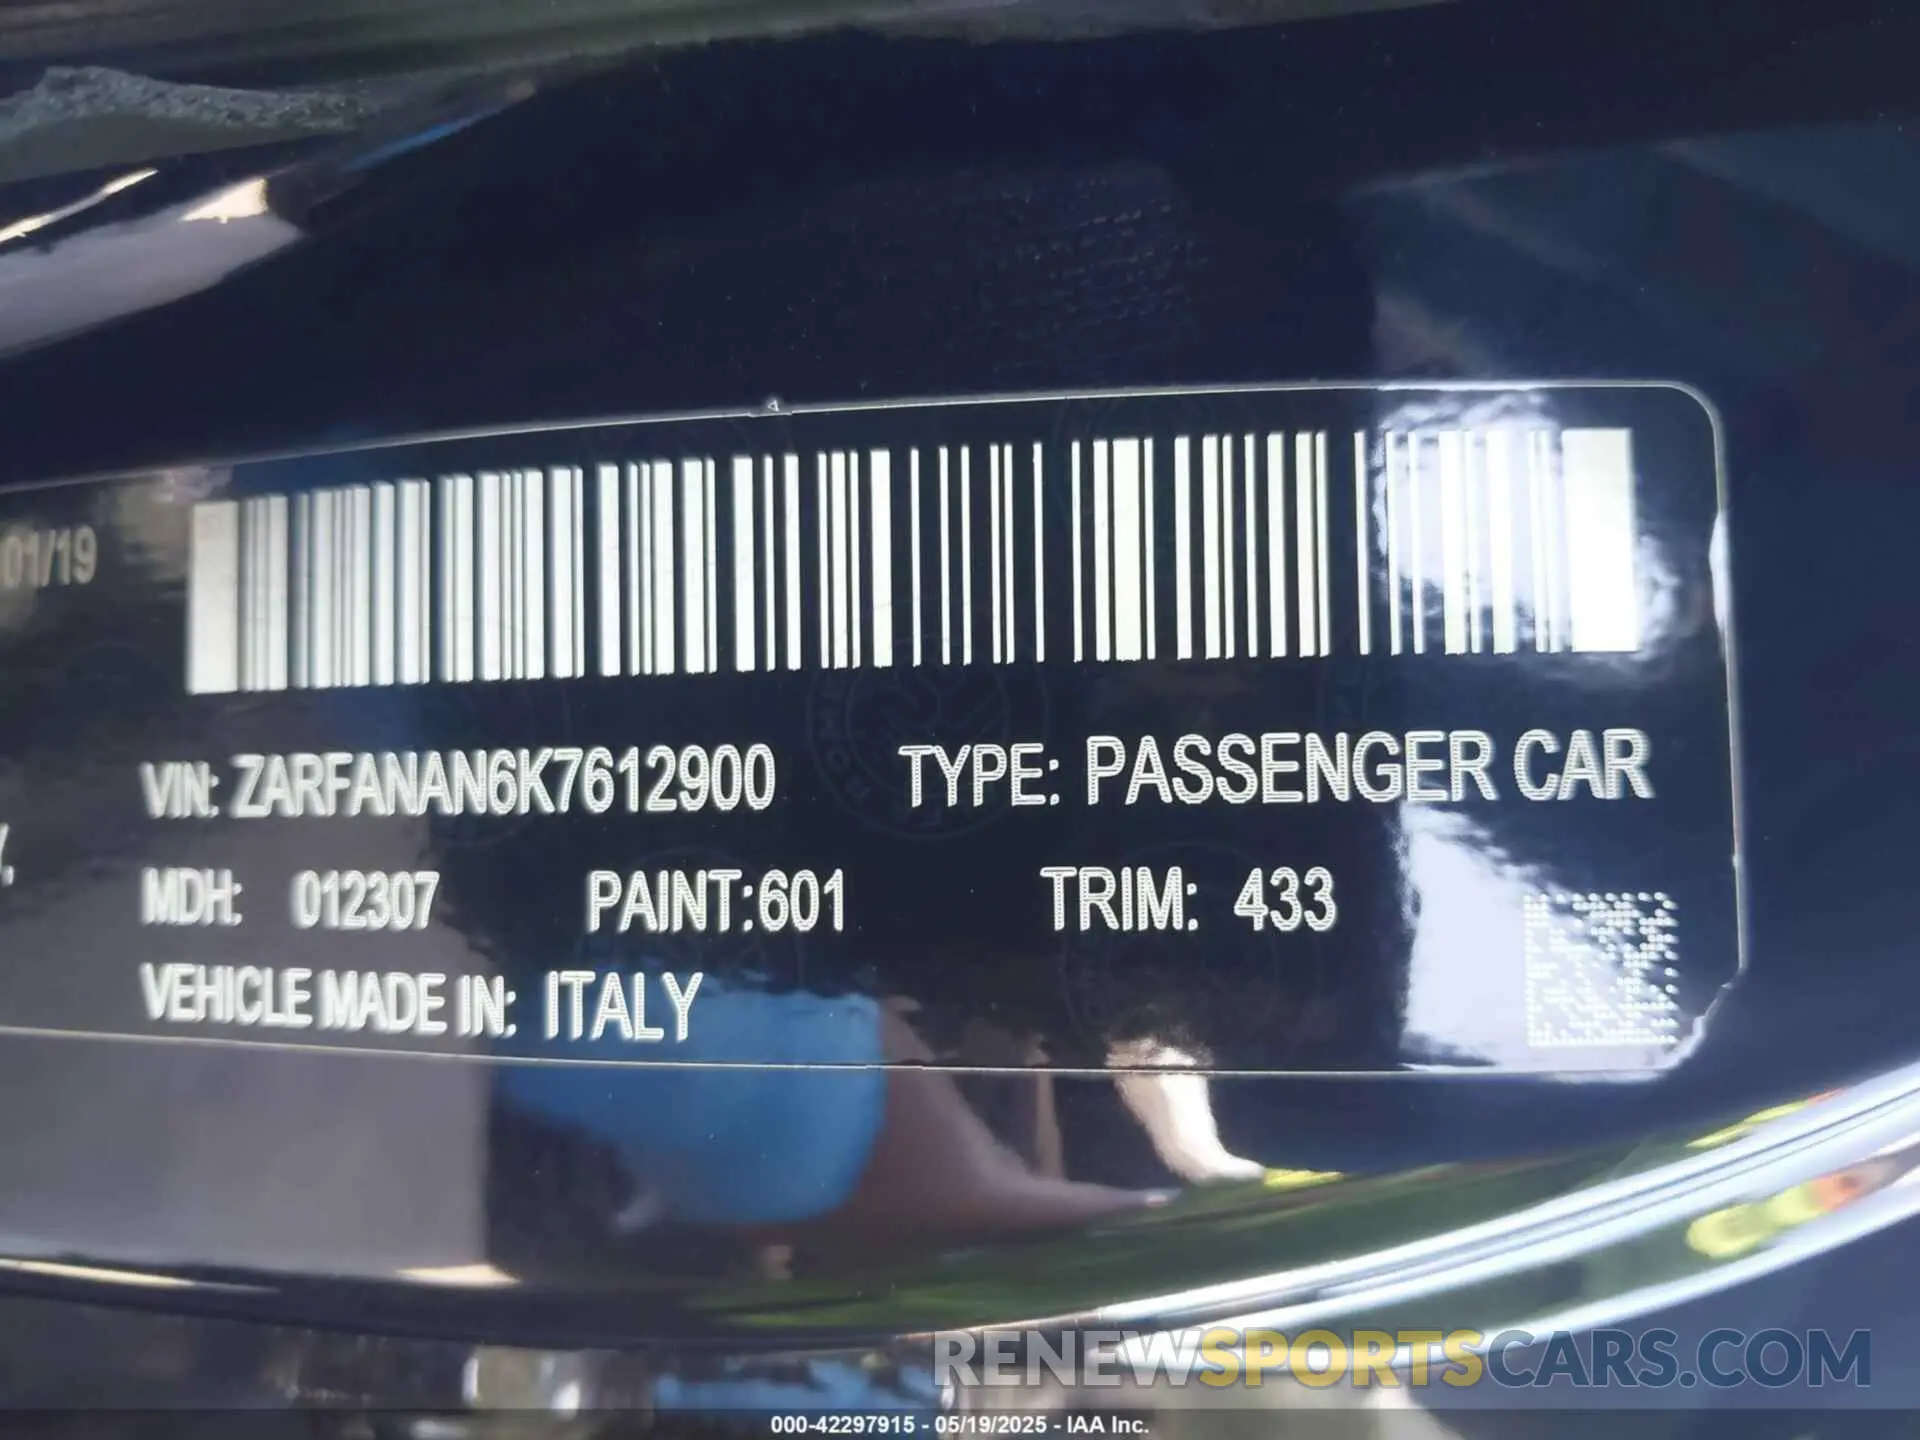 01/19
VIN: ZARFANAN6K7612900 TYPE: PASSENGER CAR
MDH: 012307 PAINT:601 TRIM: 433
VEHICLE MADE IN: ITALY
RENEWSPORTSCARS.COM
000-42297915 - 05/19/2025 - IAA Inc.